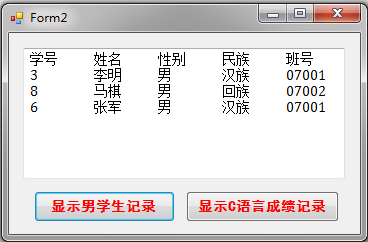 Form2
学号 姓名 性别 民族 班号
3 李明 男 汉族 07001
8 马棋 男 回族 07002
6 张军 男 汉族 07001
显示男学生记录 显示C语言成绩记录